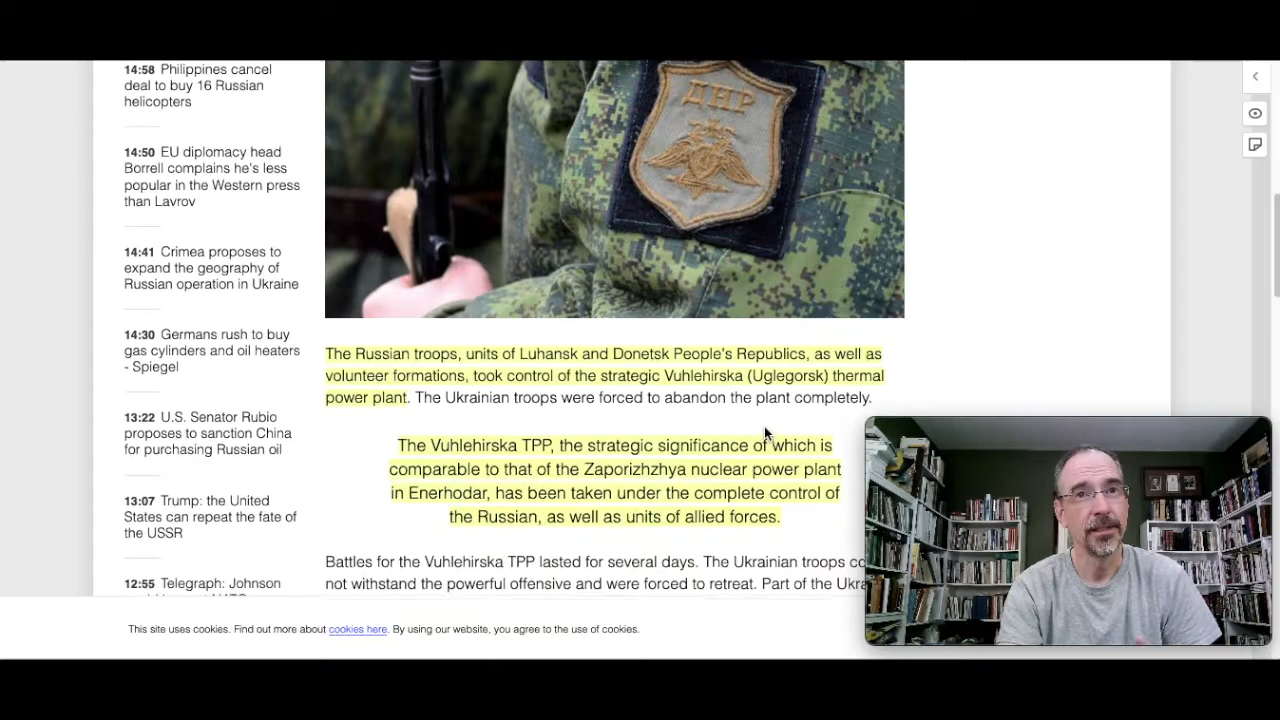 14:58 Philippines cancel
deal to buy 16 Russian
helicopters
14:50 EU diplomacy head
Borrell complains he's less
popular in the Western press
than Lavrov
14:41 Crimea proposes to
expand the geography of
Russian operation in Ukraine
14:30 Germans rush to buy
gas cylinders and oil heaters
- Spiegel
13:22 U.S. Senator Rubio
proposes to sanction China
for purchasing Russian oil
13:07 Trump: the United
States can repeat the fate of
the USSR
12:55 Telegraph: Johnson
ДНР
The Russian troops, units of Luhansk and Donetsk People's Republics, as well as
volunteer formations, took control of the strategic Vuhlehirska (Uglegorsk) thermal
power plant. The Ukrainian troops were forced to abandon the plant completely.
The Vuhlehirska TPP, the strategic significance of which is
comparable to that of the Zaporizhzhya nuclear power plant
in Enerhodar, has been taken under the complete control of
the Russian, as well as units of allied forces.
Battles for the Vuhlehirska TPP lasted for several days. The Ukrainian troops
not withstand the powerful offensive and were forced to retreat. Part of the
This site uses cookies. Find out more about cookies here. By using our website, you agree to the use of cookies.